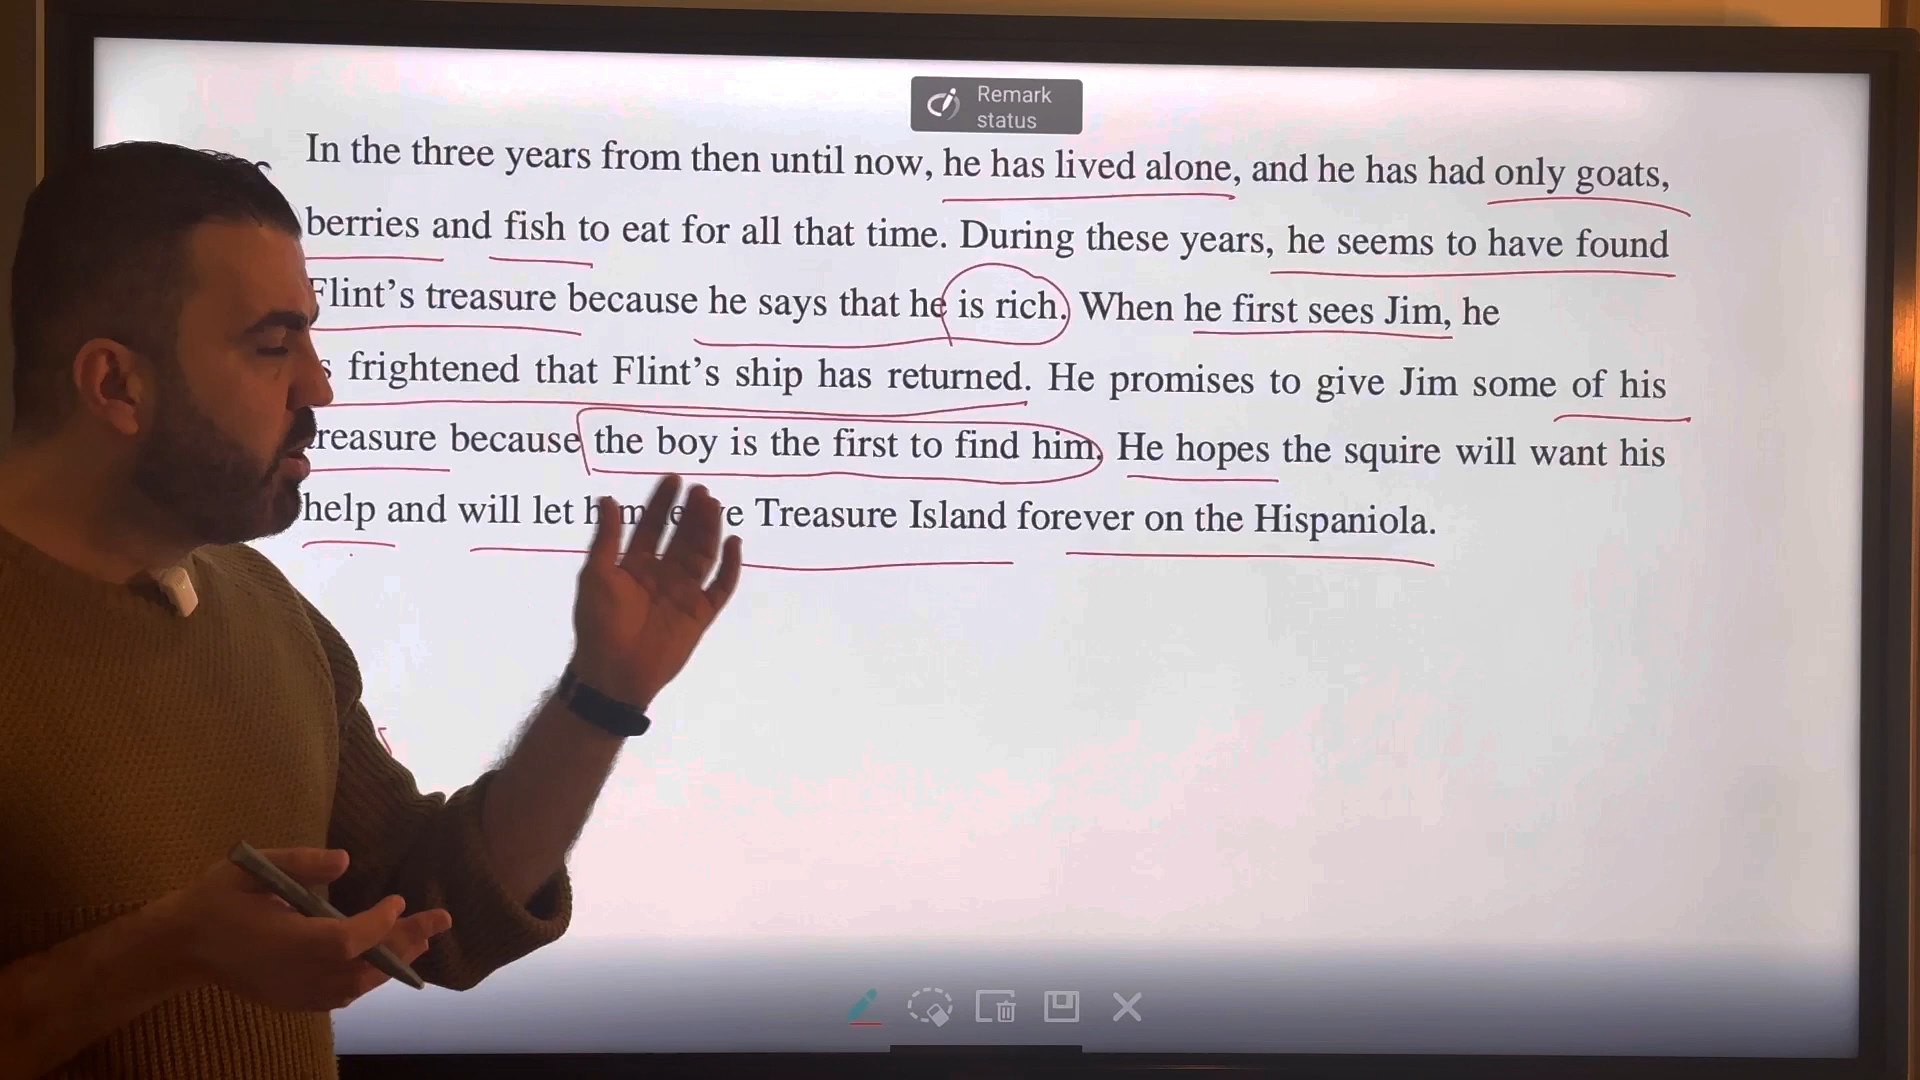 Remark
status
In the three years from then until now, he has lived alone, and he has had only goats,
berries and fish to eat for all that time. During these years, he seems to have found
Flint's treasure because he says that he is rich. When he first sees Jim, he
frightened that Flint's ship has returned. He promises to give Jim some of his
treasure because the boy is the first to find him. He hopes the squire will want his
help and will let Treasure Island forever on the Hispaniola.